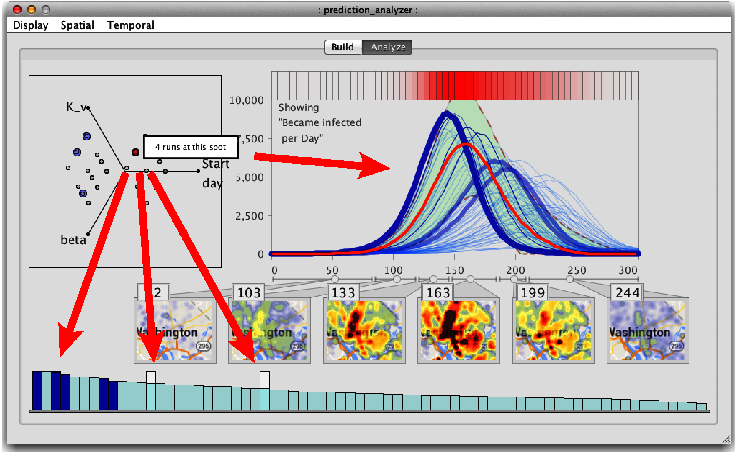 : prediction_analyzer :
Display Spatial Temporal
Build Analyze
K_v
4 runs at this spot
Start
day
beta
Showing
"Became infected
per Day"
10,000
7,500
5,000
2,500
0
0 50 100 150 200 250 300
103 133 163 199 244
Washington
295
Washington
Washington
295